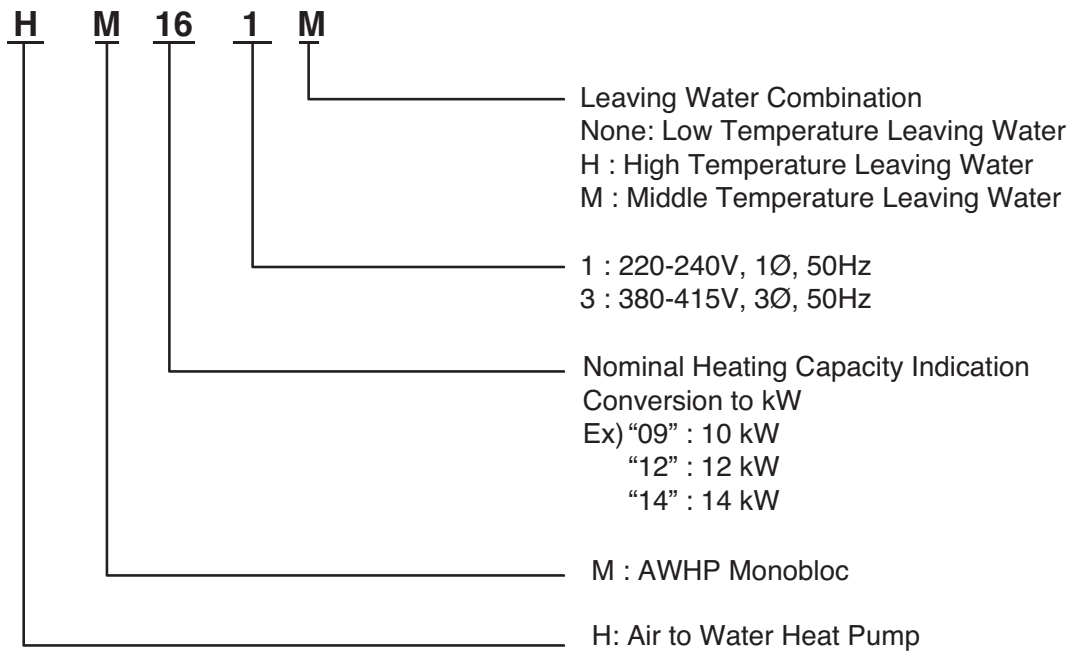 H M 16 1 M
Leaving Water Combination
None: Low Temperature Leaving Water
H : High Temperature Leaving Water
M : Middle Temperature Leaving Water
1 : 220-240V, 1Ø, 50Hz
3 : 380-415V, 3Ø, 50Hz
Nominal Heating Capacity Indication
Conversion to kW
Ex) “09” : 10 kW
“12” : 12 kW
“14” : 14 kW
M : AWHP Monobloc
H: Air to Water Heat Pump